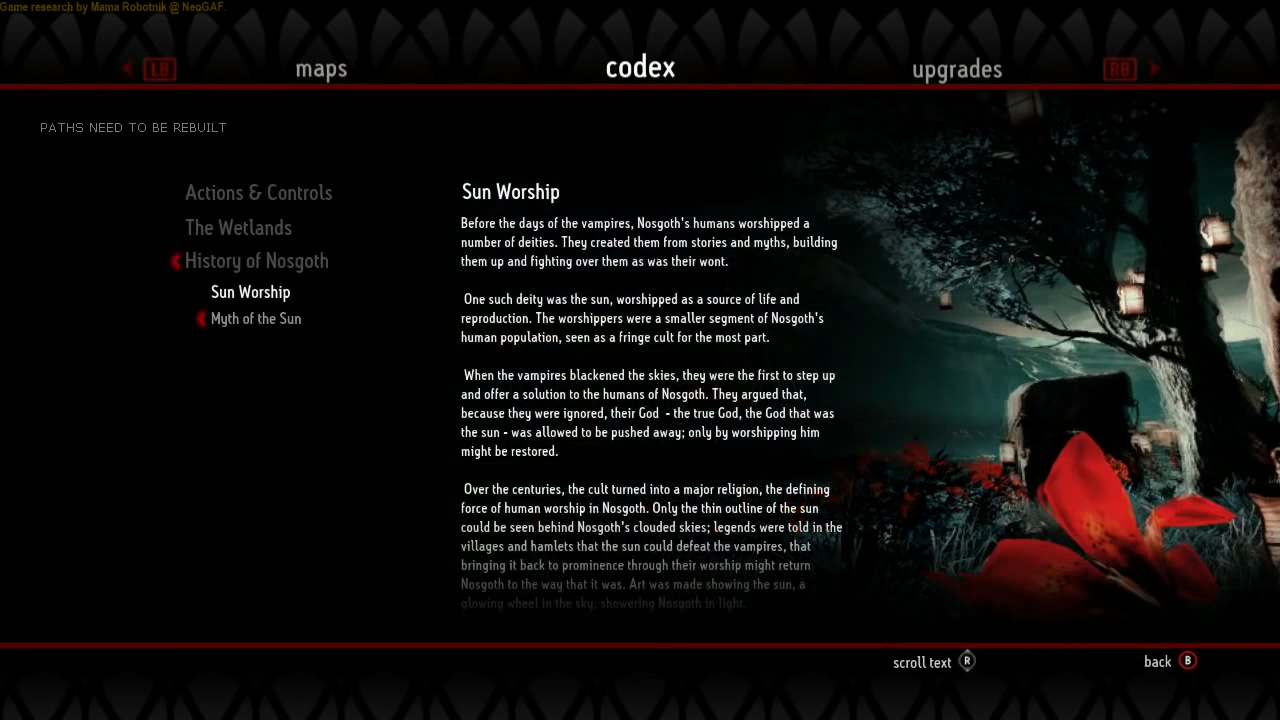 Game research by Mama Robotnik @ NeoGAF.
LB
maps
codex
upgrades
RB
PATHS NEED TO BE REBUILT
Actions & Controls
The Wetlands
History of Nosgoth
Sun Worship
Myth of the Sun
Sun Worship
Before the days of the vampires, Nosgoth's humans worshipped a
number of deities. They created them from stories and myths, building
them up and fighting over them as was their wont.
One such deity was the sun, worshipped as a source of life and
reproduction. The worshippers were a smaller segment of Nosgoth's
human population, seen as a fringe cult for the most part.
When the vampires blackened the skies, they were the first to step up
and offer a solution to the humans of Nosgoth. They argued that,
because they were ignored, their God - the true God, the God that was
the sun - was allowed to be pushed away; only by worshipping him
might be restored.
Over the centuries, the cult turned into a major religion, the defining
force of human worship in Nosgoth. Only the thin outline of the sun
could be seen behind Nosgoth's clouded skies; legends were told in the
villages and hamlets that the sun could defeat the vampires, that
bringing it back to prominence through their worship might return
Nosgoth to the way that it was. Art was made showing the sun, a
glowing wheel in the sky, showering Nosgoth in light.
scroll text R
back B